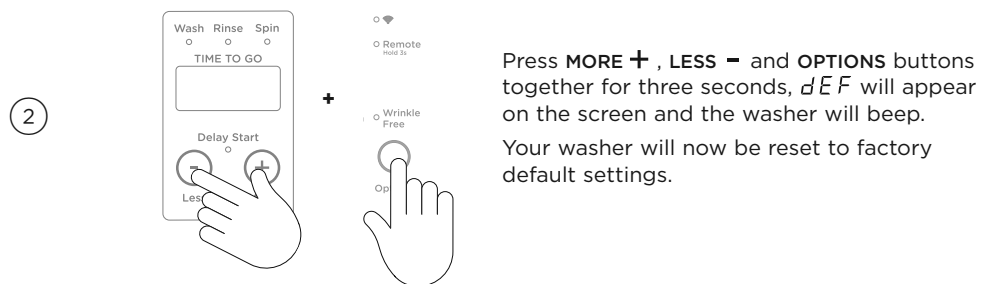 2
Wash Rinse Spin
TIME TO GO
Delay Start
-
+
Les
+
Remote
Hold 3s
Wrinkle
Free
Op
Press MORE + , LESS - and OPTIONS buttons
together for three seconds, dEF will appear
on the screen and the washer will beep.
Your washer will now be reset to factory
default settings.